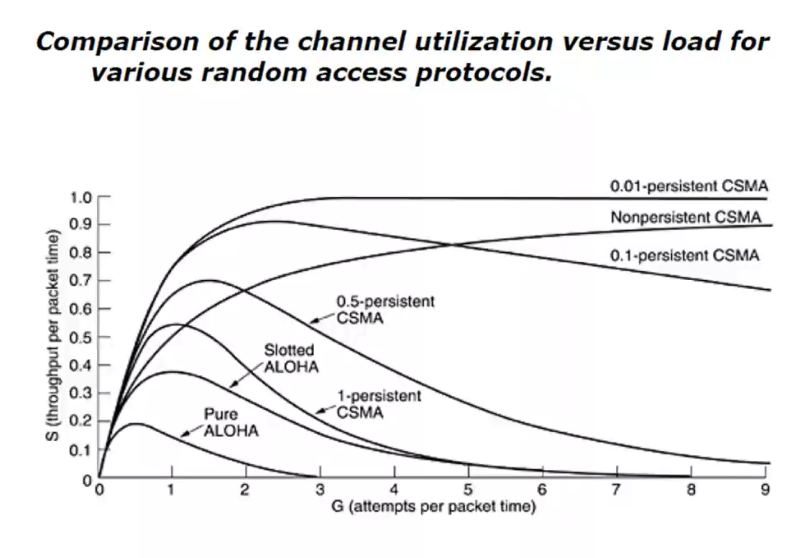 Comparison of the channel utilization versus load for
various random access protocols.
0.01-persistent CSMA
Nonpersistent CSMA
0.1-persistent CSMA
0.5-persistent
CSMA
Slotted
ALOHA
1-persistent
CSMA
Pure
ALOHA
S (throughput per packet time)
1.0
0.9
0.8
0.7
0.6
0.5
0.4
0.3
0.2
0.1
0
0 1 2 3 4 5 6 7 8 9
G (attempts per packet time)